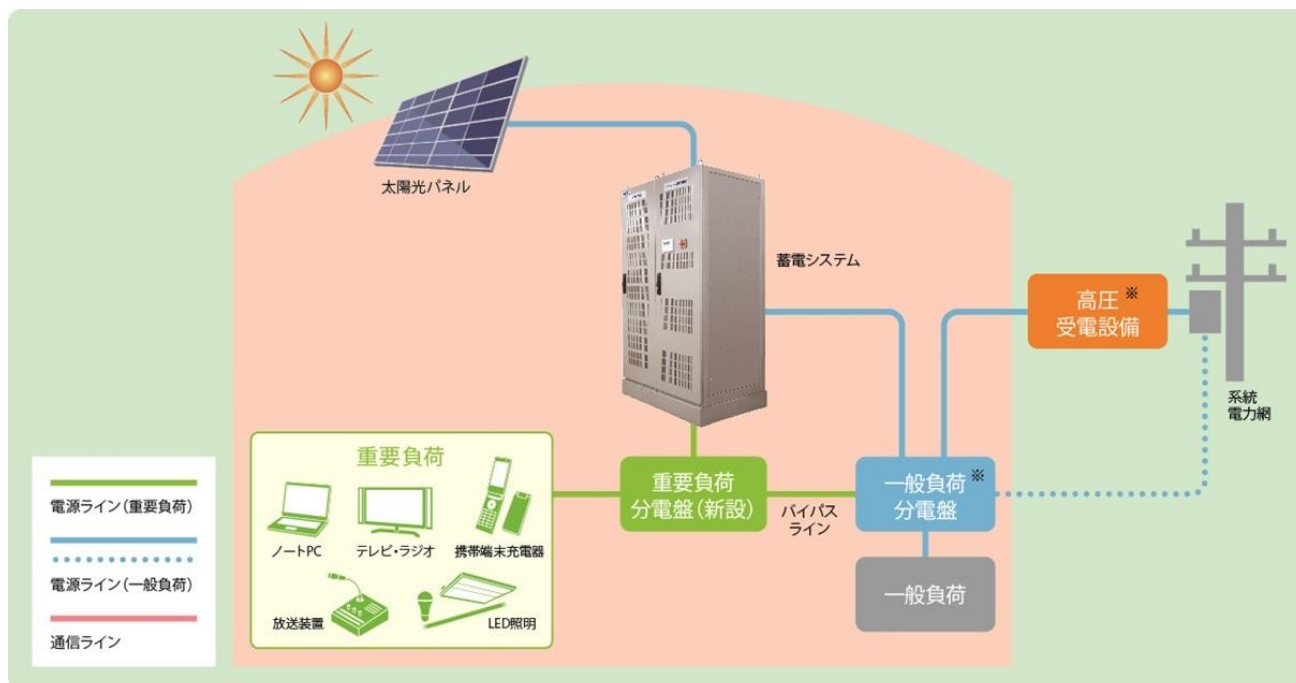 太陽光パネル
蓄電システム
高圧※
受電設備
系統
電力網
重要負荷
ノートPC
テレビ・ラジオ
携帯端末充電器
放送装置
LED照明
重要負荷
分電盤(新設)
バイパス
ライン
一般負荷※
分電盤
一般負荷
電源ライン(重要負荷)
電源ライン(一般負荷)
通信ライン